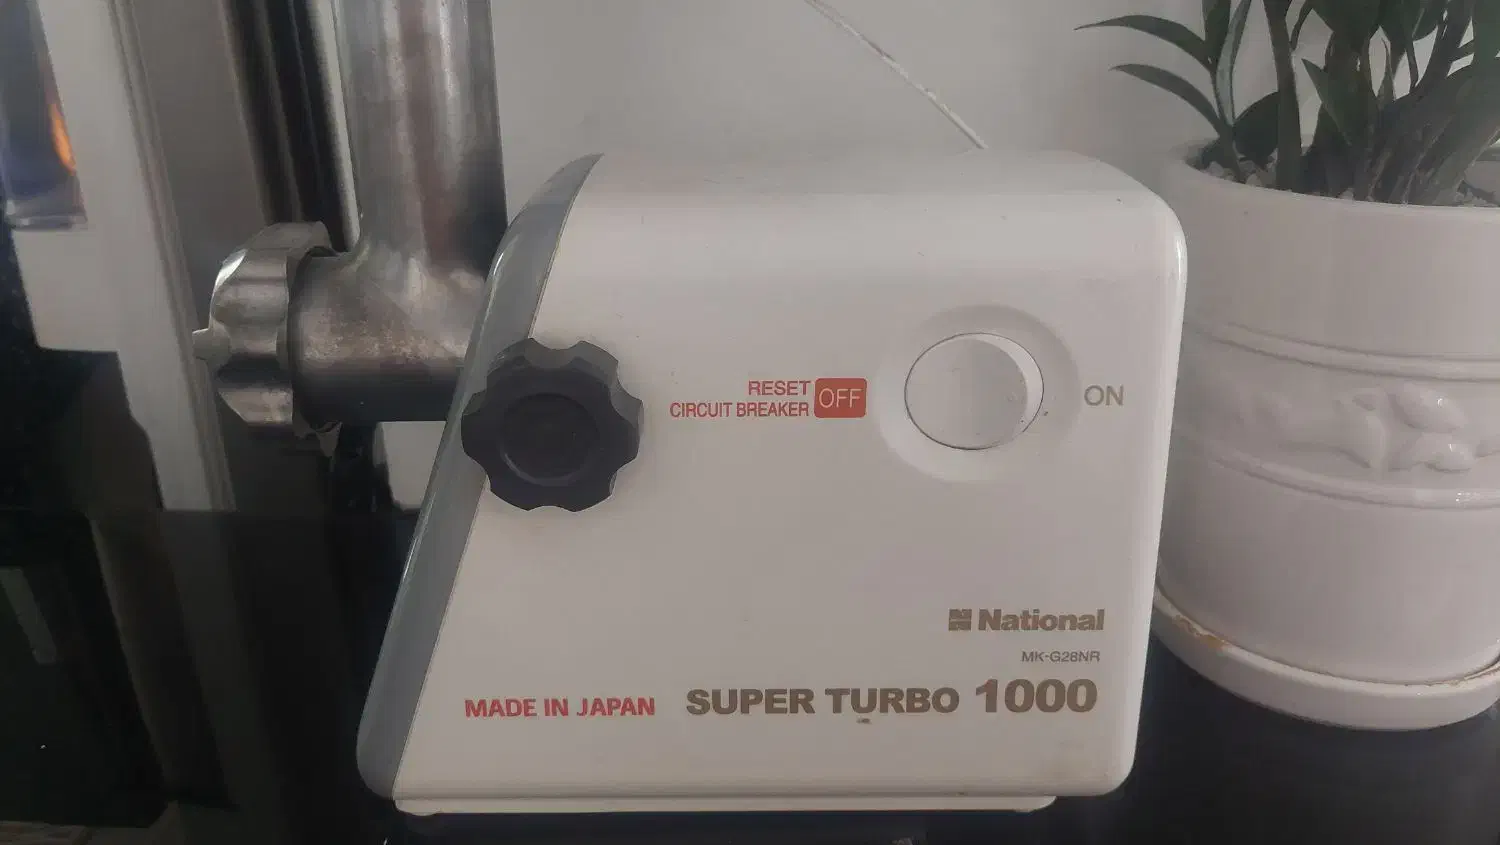 RESET
CIRCUIT BREAKER OFF
ON
National
MK-G28NR
MADE IN JAPAN SUPER TURBO 1000